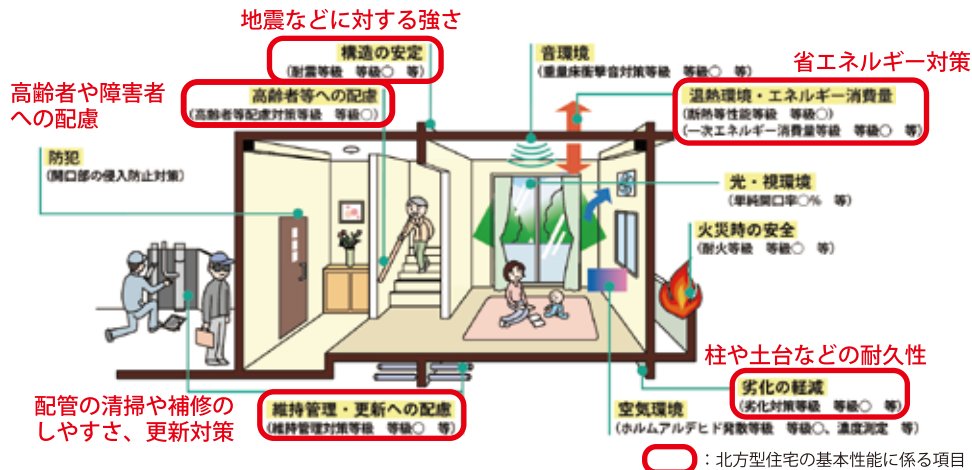 地震などに対する強さ
構造の安定
(耐震等級 等級○ 等)
音環境
(重量床衝撃音対策等級 等級○ 等)
省エネルギー対策
高齢者や障害者
への配慮
高齢者等への配慮
(高齢者等配慮対策等級 等級○)
温熱環境・エネルギー消費量
(断熱等性能等級 等級○)
(一次エネルギー消費量等級 等級○ 等)
防犯
(開口部の侵入防止対策)
光・視環境
(単純開口率○% 等)
火災時の安全
(耐火等級 等級○ 等)
柱や土台などの耐久性
劣化の軽減
(劣化対策等級 等級○ 等)
配管の清掃や補修の
しやすさ、更新対策
維持管理・更新への配慮
(維持管理対策等級 等級○ 等)
空気環境
(ホルムアルデヒド発散等級 等級○、濃度測定 等)
：北方型住宅の基本性能に係る項目